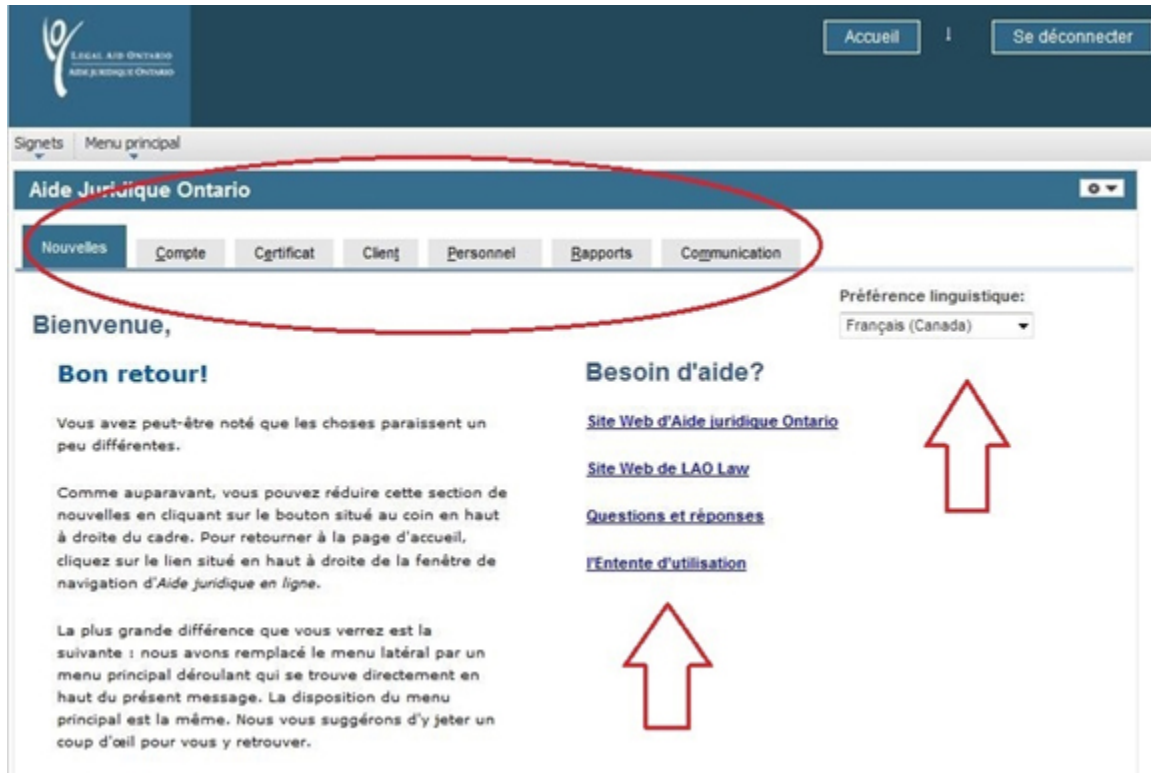 LEGAL AID ONTARIO
AIDE JURIDIQUE ONTARIO
Accueil | Se déconnecter
Signets Menu principal
Aide Juridique Ontario
Nouvelles Compte Certificat Client Personnel Rapports Communication
Préférence linguistique:
Français (Canada)
Bienvenue,
Bon retour!
Vous avez peut-être noté que les choses paraissent un
peu différentes.
Comme auparavant, vous pouvez réduire cette section de
nouvelles en cliquant sur le bouton situé au coin en haut
à droite du cadre. Pour retourner à la page d'accueil,
cliquez sur le lien situé en haut à droite de la fenêtre de
navigation d'Aide juridique en ligne.
La plus grande différence que vous verrez est la
suivante : nous avons remplacé le menu latéral par un
menu principal déroulant qui se trouve directement en
haut du présent message. La disposition du menu
principal est la même. Nous vous suggérons d'y jeter un
coup d'œil pour vous y retrouver.
Besoin d'aide?
Site Web d'Aide juridique Ontario
Site Web de LAO Law
Questions et réponses
l'Entente d'utilisation